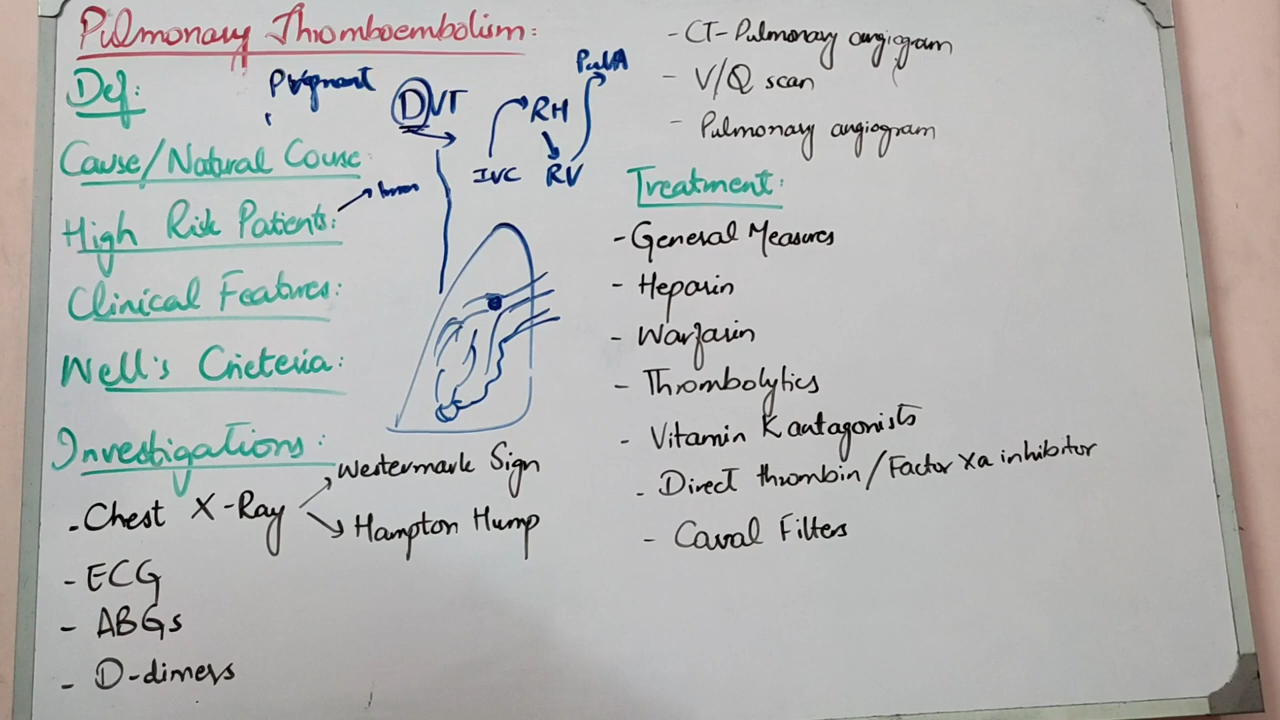 Pulmonary Thromboembolism:
Def:
Pregnant
DVT
IVC
RH
RV
PulA
Cause/Natural Couse
High Risk Patients:
Clinical Features:
Well's Crieteria:
Investigations:
- Chest X-Ray
Westermark Sign
Hampton Hump
- ECG
- ABGs
- D-dimers
- CT-Pulmonary angiogram
- V/Q scan
- Pulmonary angiogram
Treatment:
- General Measures
- Heparin
- Warfarin
- Thrombolytics
- Vitamin K antagonists
- Direct thrombin/Factor Xa inhibitor
- Caval Filters